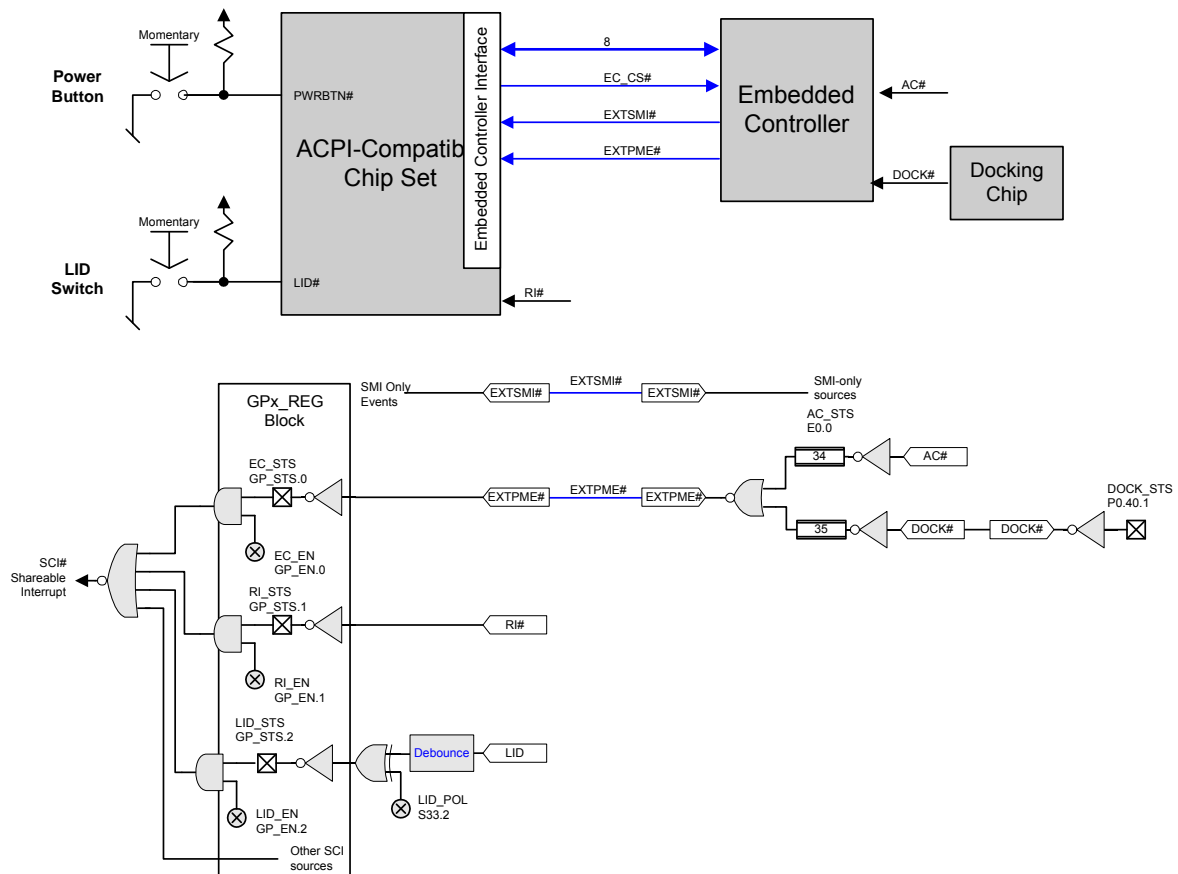 Momentary
Power
Button
PWRBTN#
ACPI-Compatib
Chip Set
Embedded Controller Interface
8
EC_CS#
EXTSMI#
EXTPME#
Embedded
Controller
AC#
DOCK#
Docking
Chip
Momentary
LID
Switch
LID#
RI#
GPx_REG
Block
SMI Only
Events
EXTSMI#
EXTSMI#
EXTSMI#
SMI-only
sources
AC_STS
E0.0
34
AC#
EC_STS
GP_STS.0
EXTPME#
EXTPME#
EXTPME#
DOCK_STS
P0.40.1
35
DOCK#
DOCK#
EC_EN
GP_EN.0
SCI#
Shareable
Interrupt
RI_STS
GP_STS.1
RI#
RI_EN
GP_EN.1
LID_STS
GP_STS.2
Debounce
LID
LID_POL
S33.2
LID_EN
GP_EN.2
Other SCI
sources